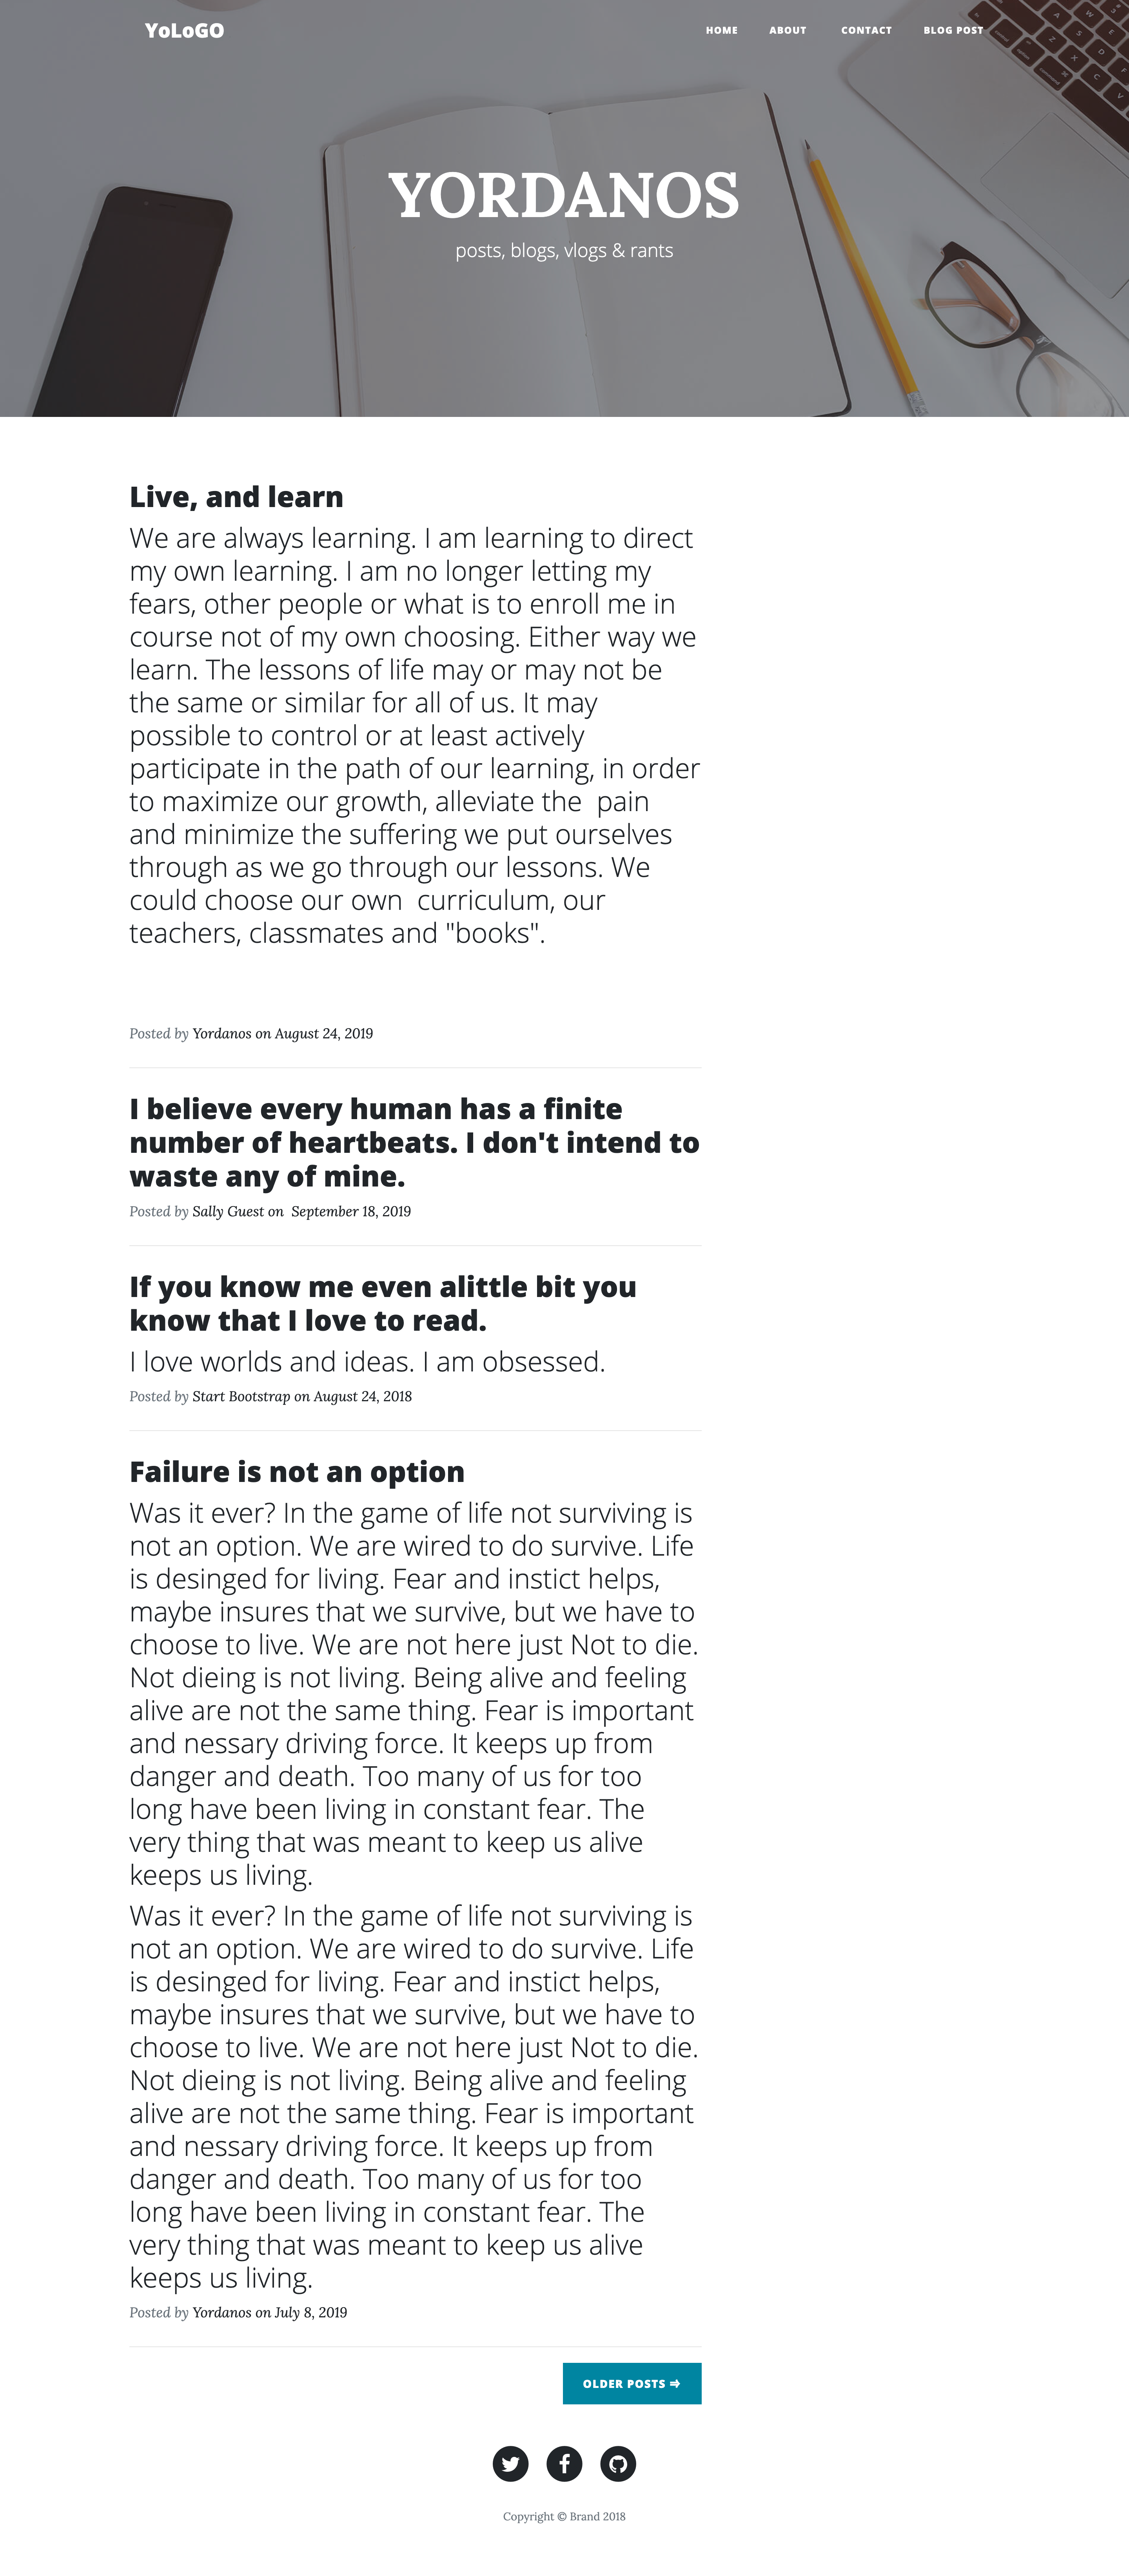 YoLoGO
HOME ABOUT CONTACT BLOG POST
YORDANOS
posts, blogs, vlogs & rants
Live, and learn
We are always learning. I am learning to direct
my own learning. I am no longer letting my
fears, other people or what is to enroll me in
course not of my own choosing. Either way we
learn. The lessons of life may or may not be
the same or similar for all of us. It may
possible to control or at least actively
participate in the path of our learning, in order
to maximize our growth, alleviate the  pain
and minimize the suffering we put ourselves
through as we go through our lessons. We
could choose our own  curriculum, our
teachers, classmates and "books".
Posted by Yordanos on August 24, 2019
I believe every human has a finite
number of heartbeats. I don't intend to
waste any of mine.
Posted by Sally Guest on  September 18, 2019
If you know me even alittle bit you
know that I love to read.
I love worlds and ideas. I am obsessed.
Posted by Start Bootstrap on August 24, 2018
Failure is not an option
Was it ever? In the game of life not surviving is
not an option. We are wired to do survive. Life
is desinged for living. Fear and instict helps,
maybe insures that we survive, but we have to
choose to live. We are not here just Not to die.
Not dieing is not living. Being alive and feeling
alive are not the same thing. Fear is important
and nessary driving force. It keeps up from
danger and death. Too many of us for too
long have been living in constant fear. The
very thing that was meant to keep us alive
keeps us living.
Was it ever? In the game of life not surviving is
not an option. We are wired to do survive. Life
is desinged for living. Fear and instict helps,
maybe insures that we survive, but we have to
choose to live. We are not here just Not to die.
Not dieing is not living. Being alive and feeling
alive are not the same thing. Fear is important
and nessary driving force. It keeps up from
danger and death. Too many of us for too
long have been living in constant fear. The
very thing that was meant to keep us alive
keeps us living.
Posted by Yordanos on July 8, 2019
OLDER POSTS ⇒
Copyright © Brand 2018